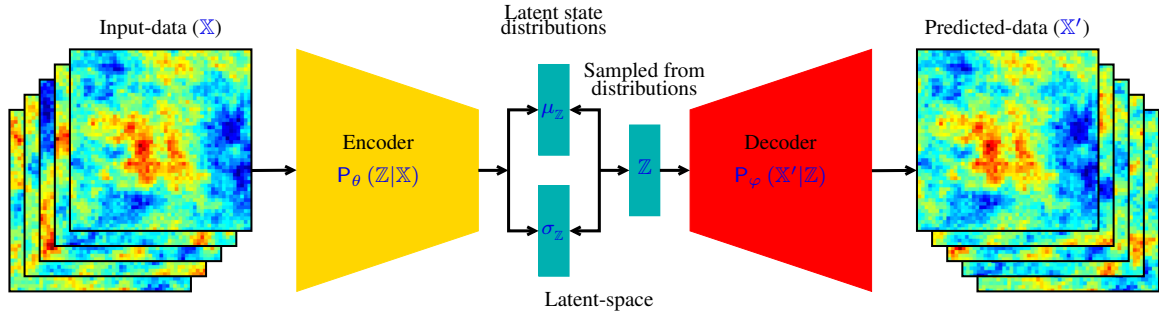 Input-data (𝕏)
Latent state
distributions
Predicted-data (𝕏′)
Sampled from
distributions
μ_ℤ
Encoder
P_θ (ℤ|𝕏)
ℤ
Decoder
P_φ (𝕏′|ℤ)
σ_ℤ
Latent-space